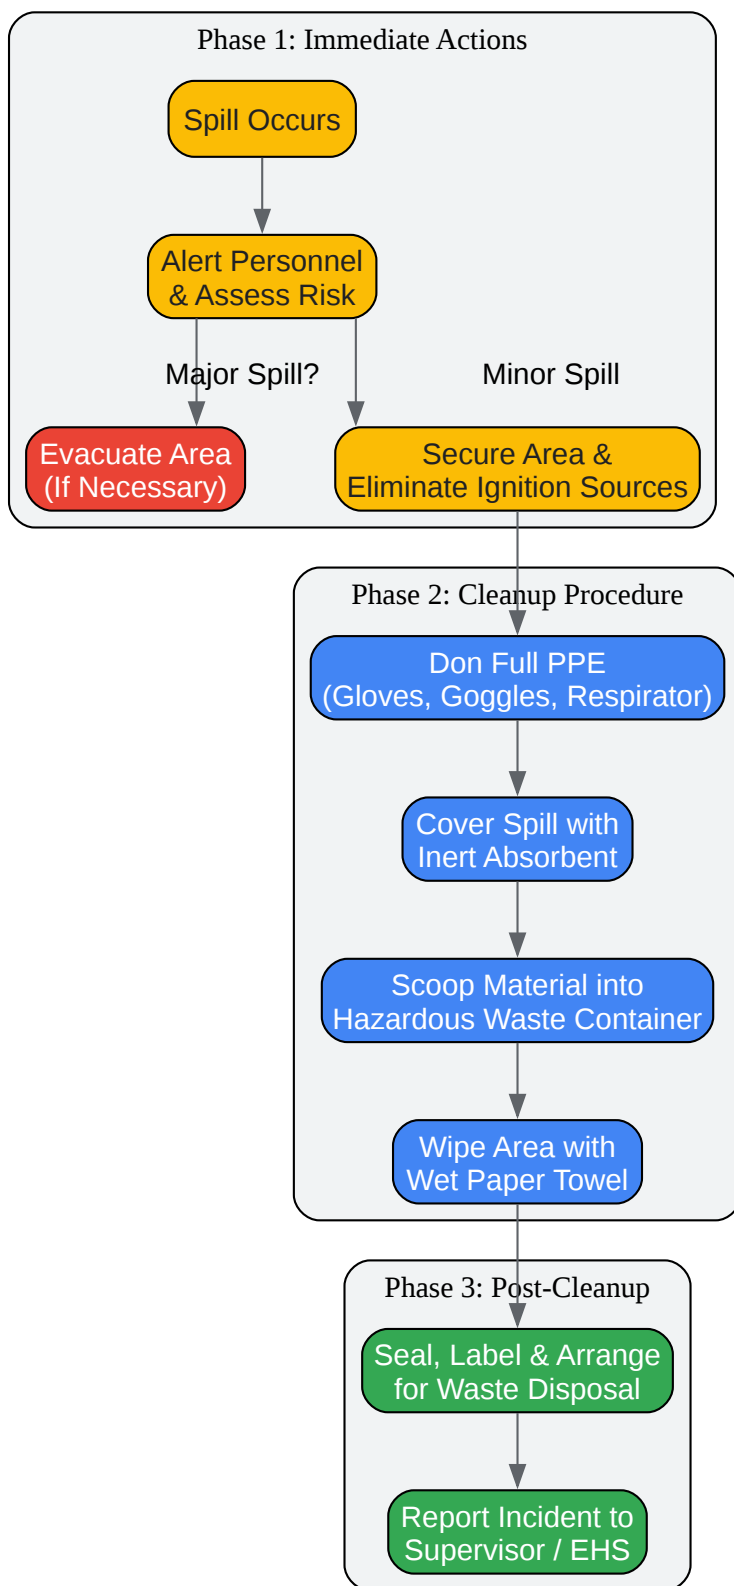 Phase 1: Immediate Actions
Spill Occurs
Alert Personnel
& Assess Risk
Major Spill?
Minor Spill
Evacuate Area
(If Necessary)
Secure Area &
Eliminate Ignition Sources
Phase 2: Cleanup Procedure
Don Full PPE
(Gloves, Goggles, Respirator)
Cover Spill with
Inert Absorbent
Scoop Material into
Hazardous Waste Container
Wipe Area with
Wet Paper Towel
Phase 3: Post-Cleanup
Seal, Label & Arrange
for Waste Disposal
Report Incident to
Supervisor / EHS